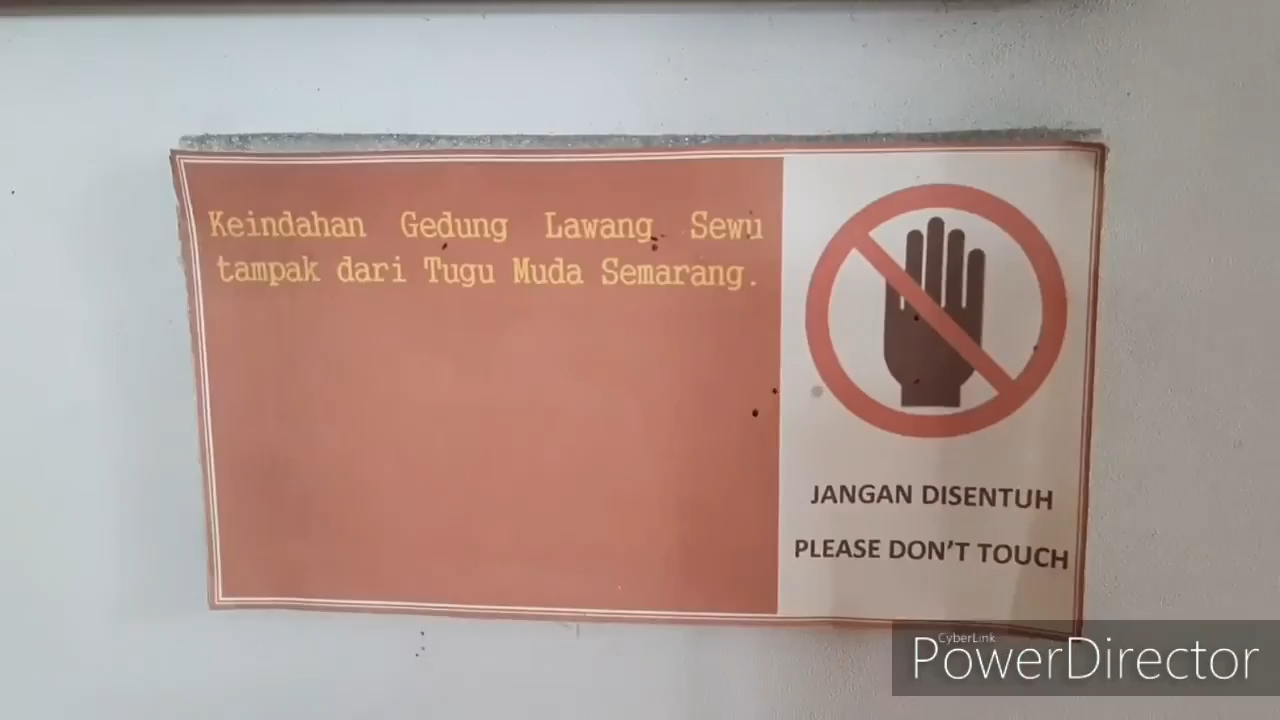 Keindahan Gedung Lawang Sewu
tampak dari Tugu Muda Semarang.
JANGAN DISENTUH
PLEASE DON'T TOUCH
CyberLink
PowerDirector